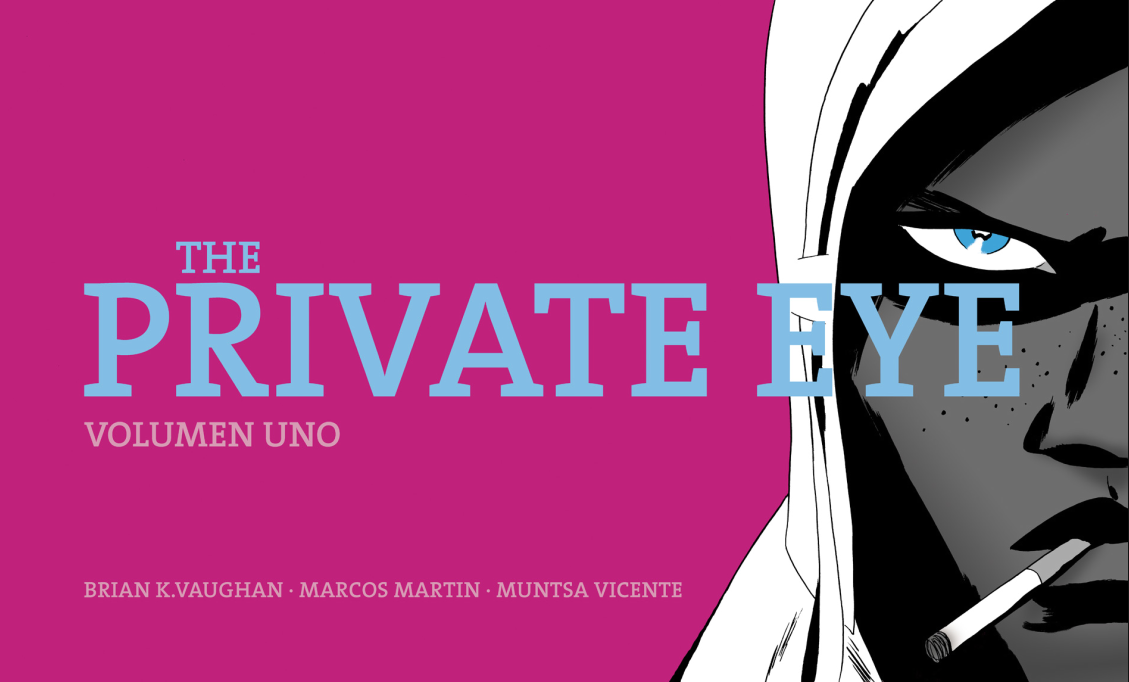 THE
PRIVATE EYE
VOLUMEN UNO
BRIAN K.VAUGHAN · MARCOS MARTIN · MUNTSA VICENTE